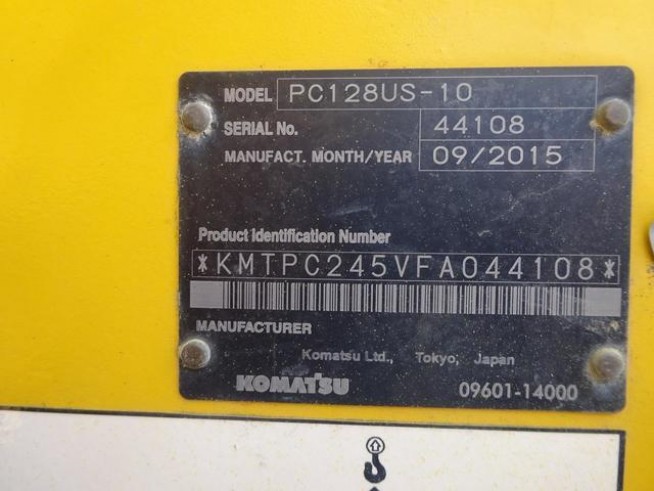 MODEL PC128US-10
SERIAL No. 44108
MANUFACT. MONTH/YEAR 09/2015
Product Identification Number
*KMTPC245VFA044108*
MANUFACTURER
Komatsu Ltd., Tokyo, Japan
KOMATSU 09601-14000